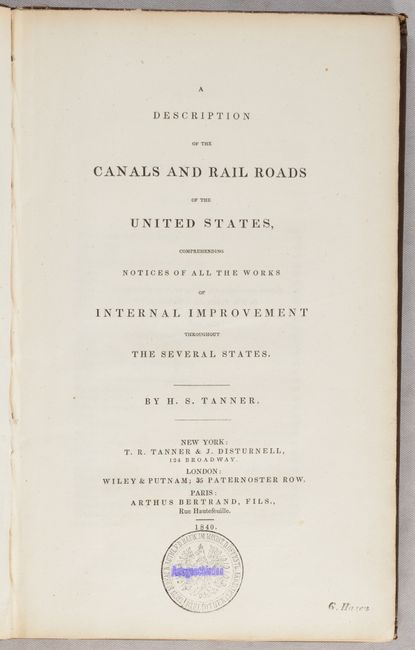 A
DESCRIPTION
OF THE
CANALS AND RAIL ROADS
OF THE
UNITED STATES,
COMPREHENDING
NOTICES OF ALL THE WORKS
OF
INTERNAL IMPROVEMENT
THROUGHOUT
THE SEVERAL STATES.
BY H. S. TANNER.
NEW YORK:
T. R. TANNER & J. DISTURNELL,
124 BROADWAY.
LONDON:
WILEY & PUTNAM; 35 PATERNOSTER ROW.
PARIS:
ARTHUS BERTRAND, FILS.,
Rue Hautefeuille.
1840.
Ausgeschieden